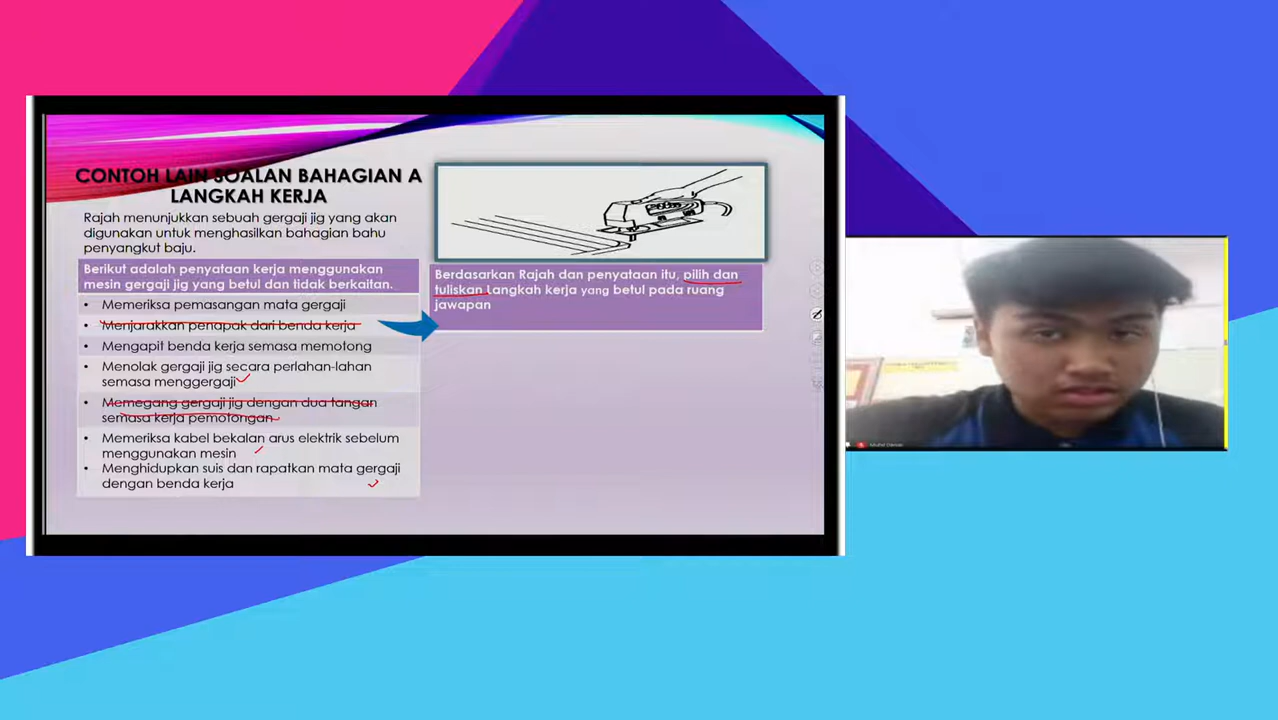 CONTOH LAIN SOALAN BAHAGIAN A
LANGKAH KERJA
Rajah menunjukkan sebuah gergaji jig yang akan
digunakan untuk menghasilkan bahagian bahu
penyangkut baju.
Berikut adalah penyataan kerja menggunakan
mesin gergaji jig yang betul dan tidak berkaitan.
• Memeriksa pemasangan mata gergaji
• Menjarakkan penapak dari benda kerja
• Mengapit benda kerja semasa memotong
• Menolak gergaji jig secara perlahan-lahan
semasa menggergaji
• Memegang gergaji jig dengan dua tangan
semasa kerja pemotongan
• Memeriksa kabel bekalan arus elektrik sebelum
menggunakan mesin
• Menghidupkan suis dan rapatkan mata gergaji
dengan benda kerja
Berdasarkan Rajah dan penyataan itu, pilih dan
tuliskan Langkah kerja yang betul pada ruang
jawapan